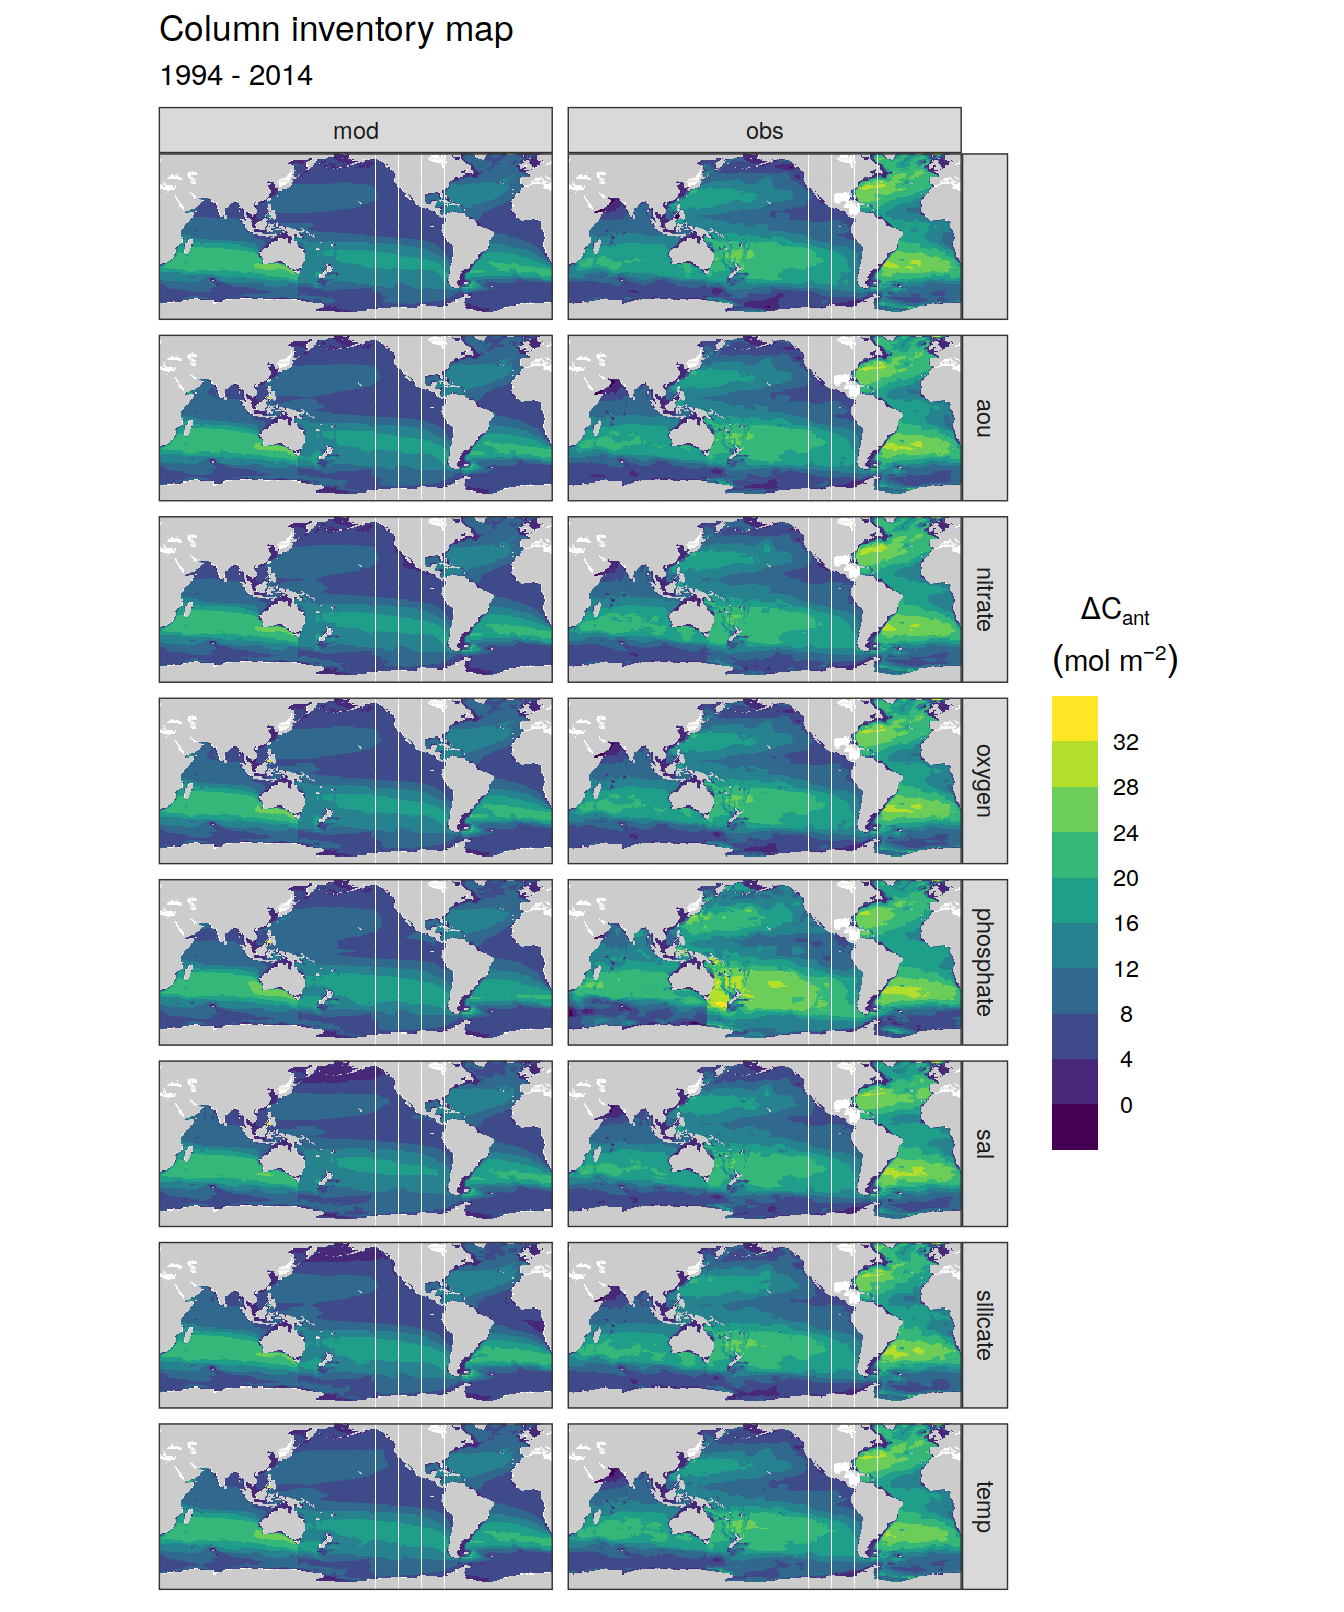 Column inventory map
1994 - 2014
mod
obs
aou
nitrate
oxygen
phosphate
sal
silicate
temp
ΔCant
(mol m−2)
32
28
24
20
16
12
8
4
0